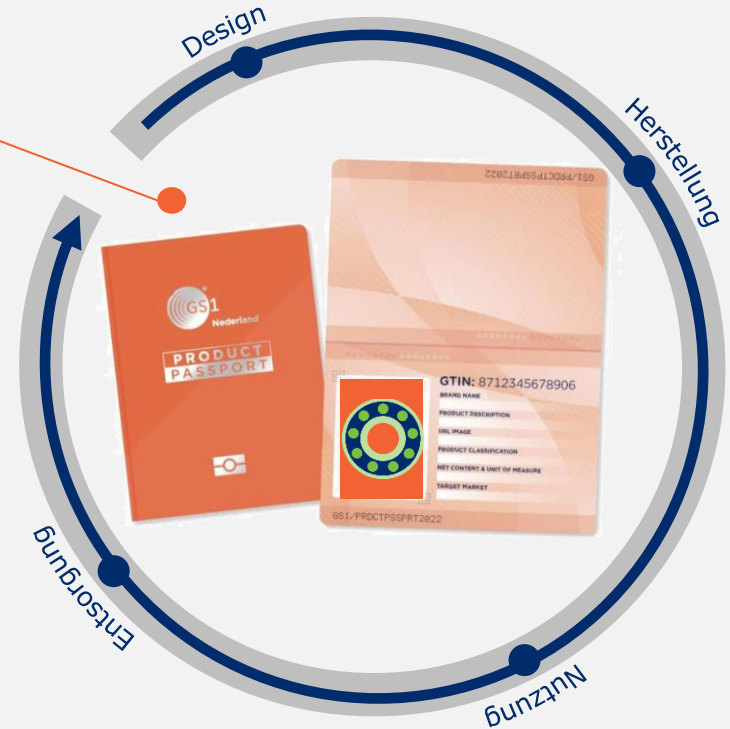 Design
Herstellung
GS1/PRDCTPSSPRT2022
GS1
Nederland
PRODUCT
PASSPORT
GTIN: 8712345678906
BRAND NAME
PRODUCT DESCRIPTION
URL IMAGE
PRODUCT CLASSIFICATION
NET CONTENT & UNIT OF MEASURE
TARGET MARKET
GS1/PRDCTPSSPRT2022
Entsorgung
Nutzung